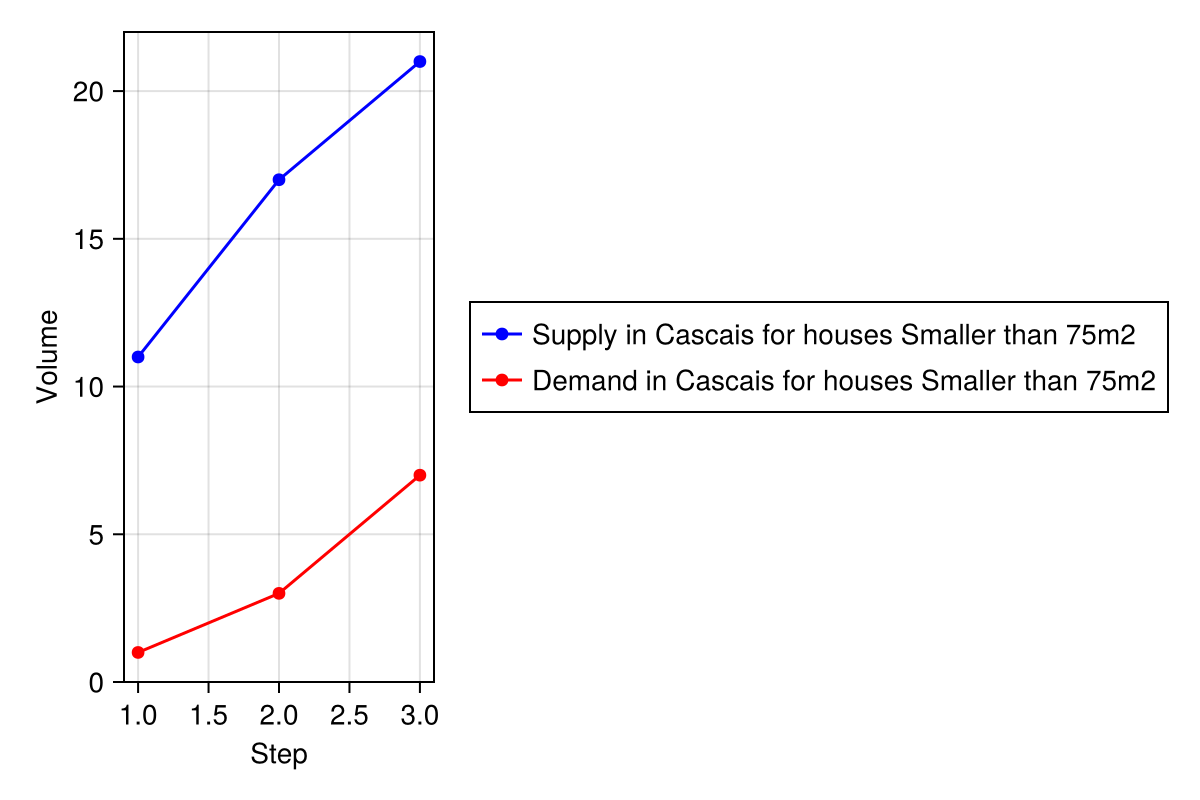 20
15
10
5
0
Volume
1.0 1.5 2.0 2.5 3.0
Step
Supply in Cascais for houses Smaller than 75m2
Demand in Cascais for houses Smaller than 75m2